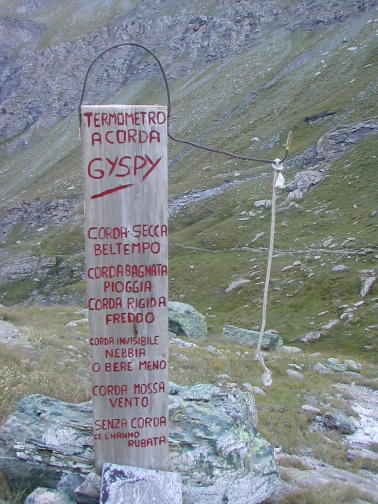 TERMOMETRO
A CORDA
GYSPY
CORDA·SECCA
BELTEMPO
CORDA BAGNATA
PIOGGIA
CORDA RIGIDA
FREDDO
CORDA INVISIBILE
NEBBIA
O BERE MENO
CORDA MOSSA
VENTO
SENZA CORDA
CE L'HANNO
RUBATA